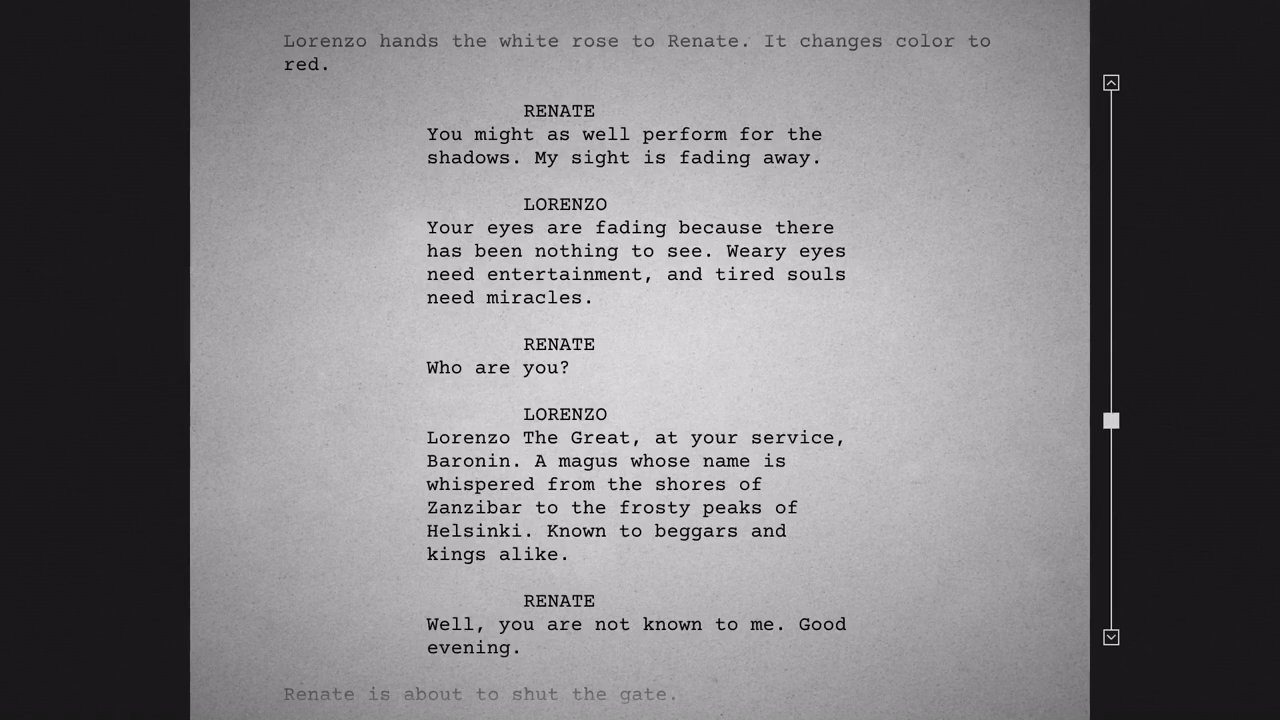 Lorenzo hands the white rose to Renate. It changes color to
red.
RENATE
You might as well perform for the
shadows. My sight is fading away.
LORENZO
Your eyes are fading because there
has been nothing to see. Weary eyes
need entertainment, and tired souls
need miracles.
RENATE
Who are you?
LORENZO
Lorenzo The Great, at your service,
Baronin. A magus whose name is
whispered from the shores of
Zanzibar to the frosty peaks of
Helsinki. Known to beggars and
kings alike.
RENATE
Well, you are not known to me. Good
evening.
Renate is about to shut the gate.